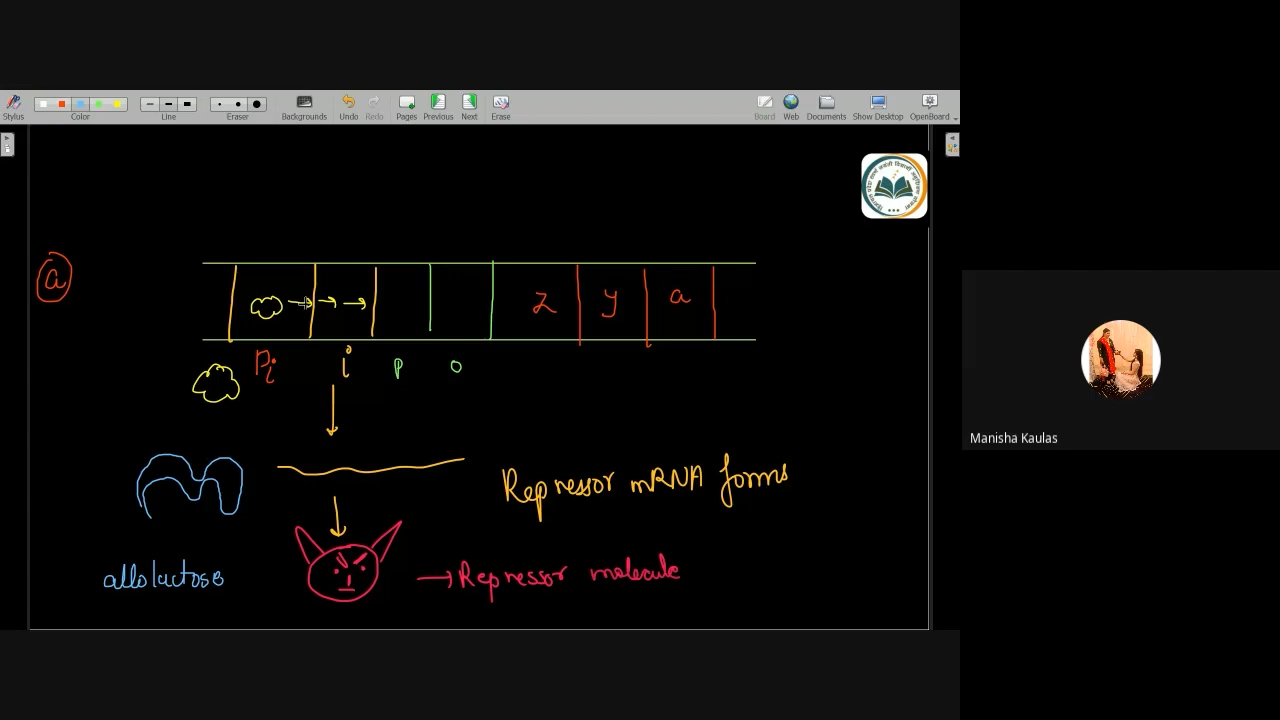 Stylus
Color
Line
Eraser
Backgrounds
Undo
Redo
Pages
Previous
Next
Erase
Board
Web
Documents
Show Desktop
OpenBoard
a
z y a
Pi i p o
Repressor mRNA forms
allolactose
→ Repressor molecule
Manisha Kaulas